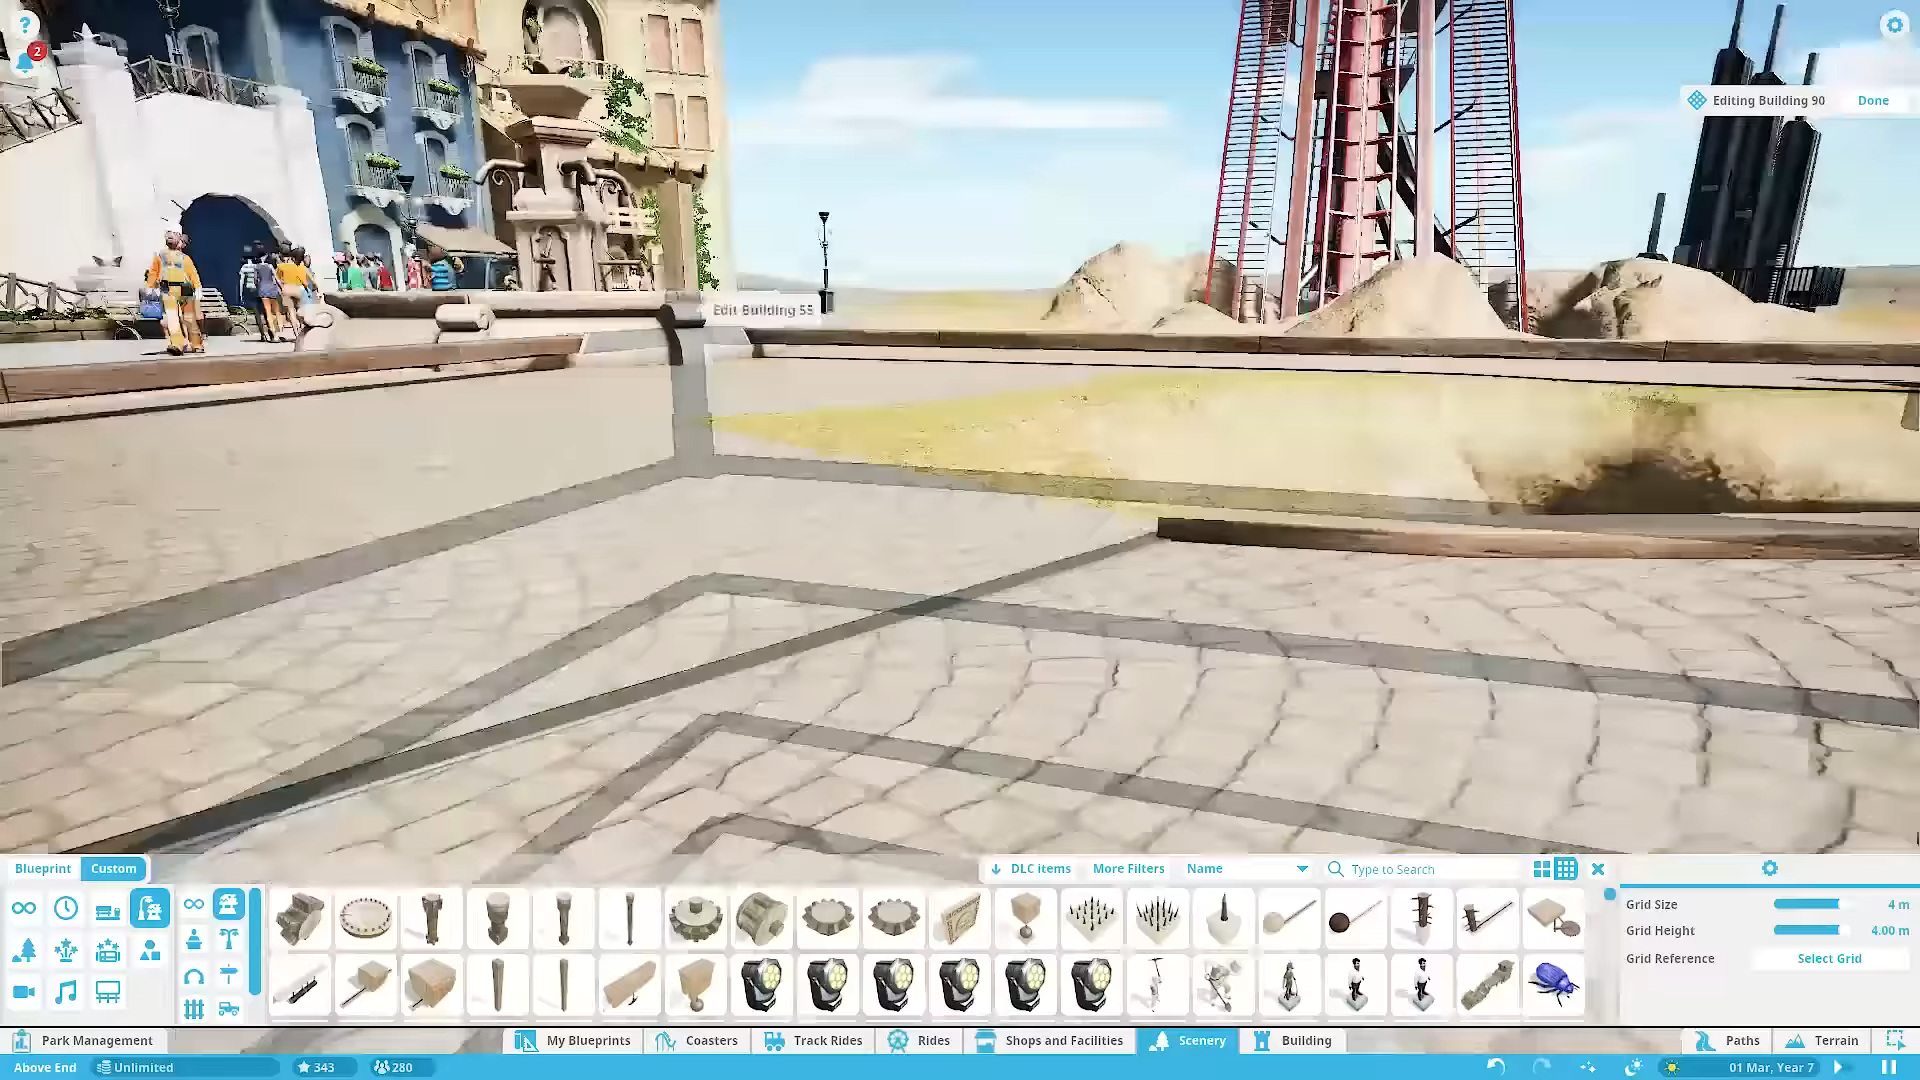 ?
2
Editing Building 90 Done
Edit Building 55
Blueprint Custom
DLC items More Filters Name Type to Search
Grid Size 4 m
Grid Height 4.00 m
Grid Reference Select Grid
Park Management My Blueprints Coasters Track Rides Rides Shops and Facilities Scenery Building Paths Terrain
Above End Unlimited 343 280 01 Mar, Year 7